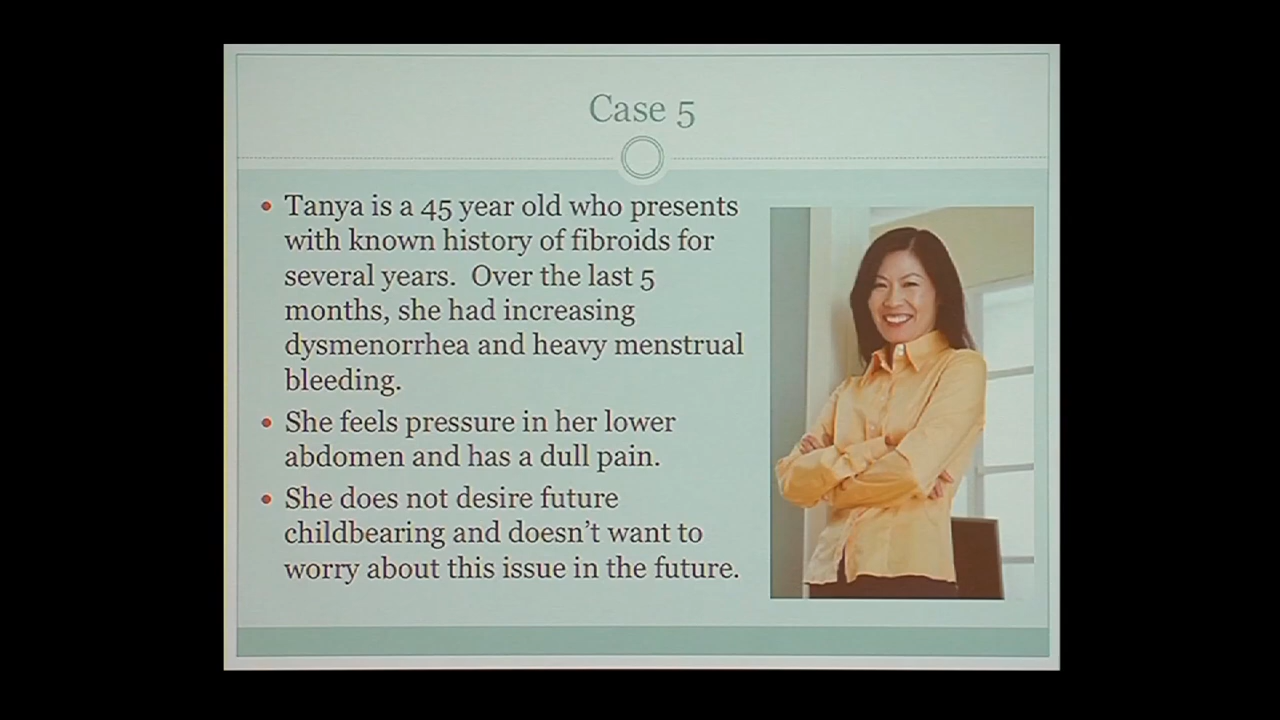 Case 5
• Tanya is a 45 year old who presents
with known history of fibroids for
several years.  Over the last 5
months, she had increasing
dysmenorrhea and heavy menstrual
bleeding.
• She feels pressure in her lower
abdomen and has a dull pain.
• She does not desire future
childbearing and doesn't want to
worry about this issue in the future.